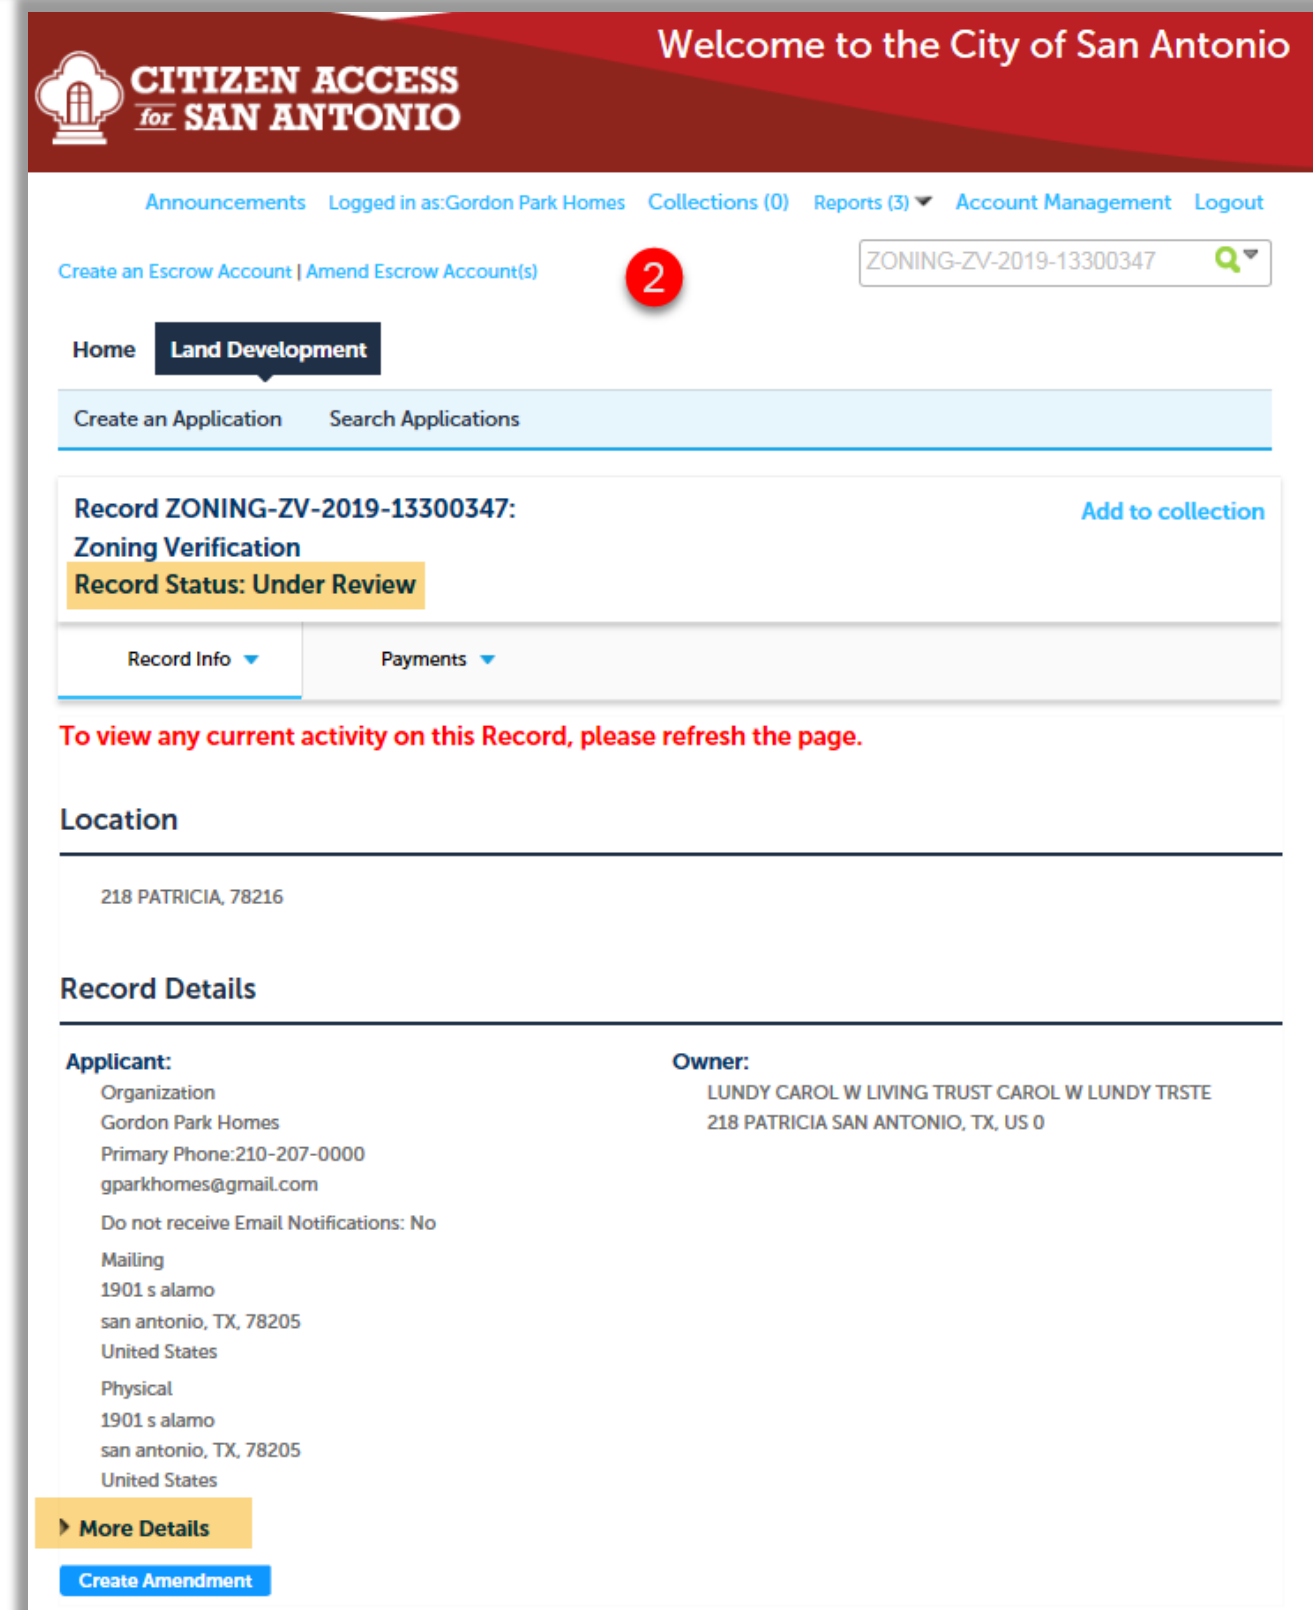 Welcome to the City of San Antonio
CITIZEN ACCESS
for SAN ANTONIO
Announcements Logged in as:Gordon Park Homes Collections (0) Reports (3) Account Management Logout
Create an Escrow Account | Amend Escrow Account(s)
2
ZONING-ZV-2019-13300347
Home Land Development
Create an Application Search Applications
Record ZONING-ZV-2019-13300347:
Add to collection
Zoning Verification
Record Status: Under Review
Record Info Payments
To view any current activity on this Record, please refresh the page.
Location
218 PATRICIA, 78216
Record Details
Applicant:
Organization
Gordon Park Homes
Primary Phone:210-207-0000
gparkhomes@gmail.com
Do not receive Email Notifications: No
Mailing
1901 s alamo
san antonio, TX, 78205
United States
Physical
1901 s alamo
san antonio, TX, 78205
United States
Owner:
LUNDY CAROL W LIVING TRUST CAROL W LUNDY TRSTE
218 PATRICIA SAN ANTONIO, TX, US 0
More Details
Create Amendment